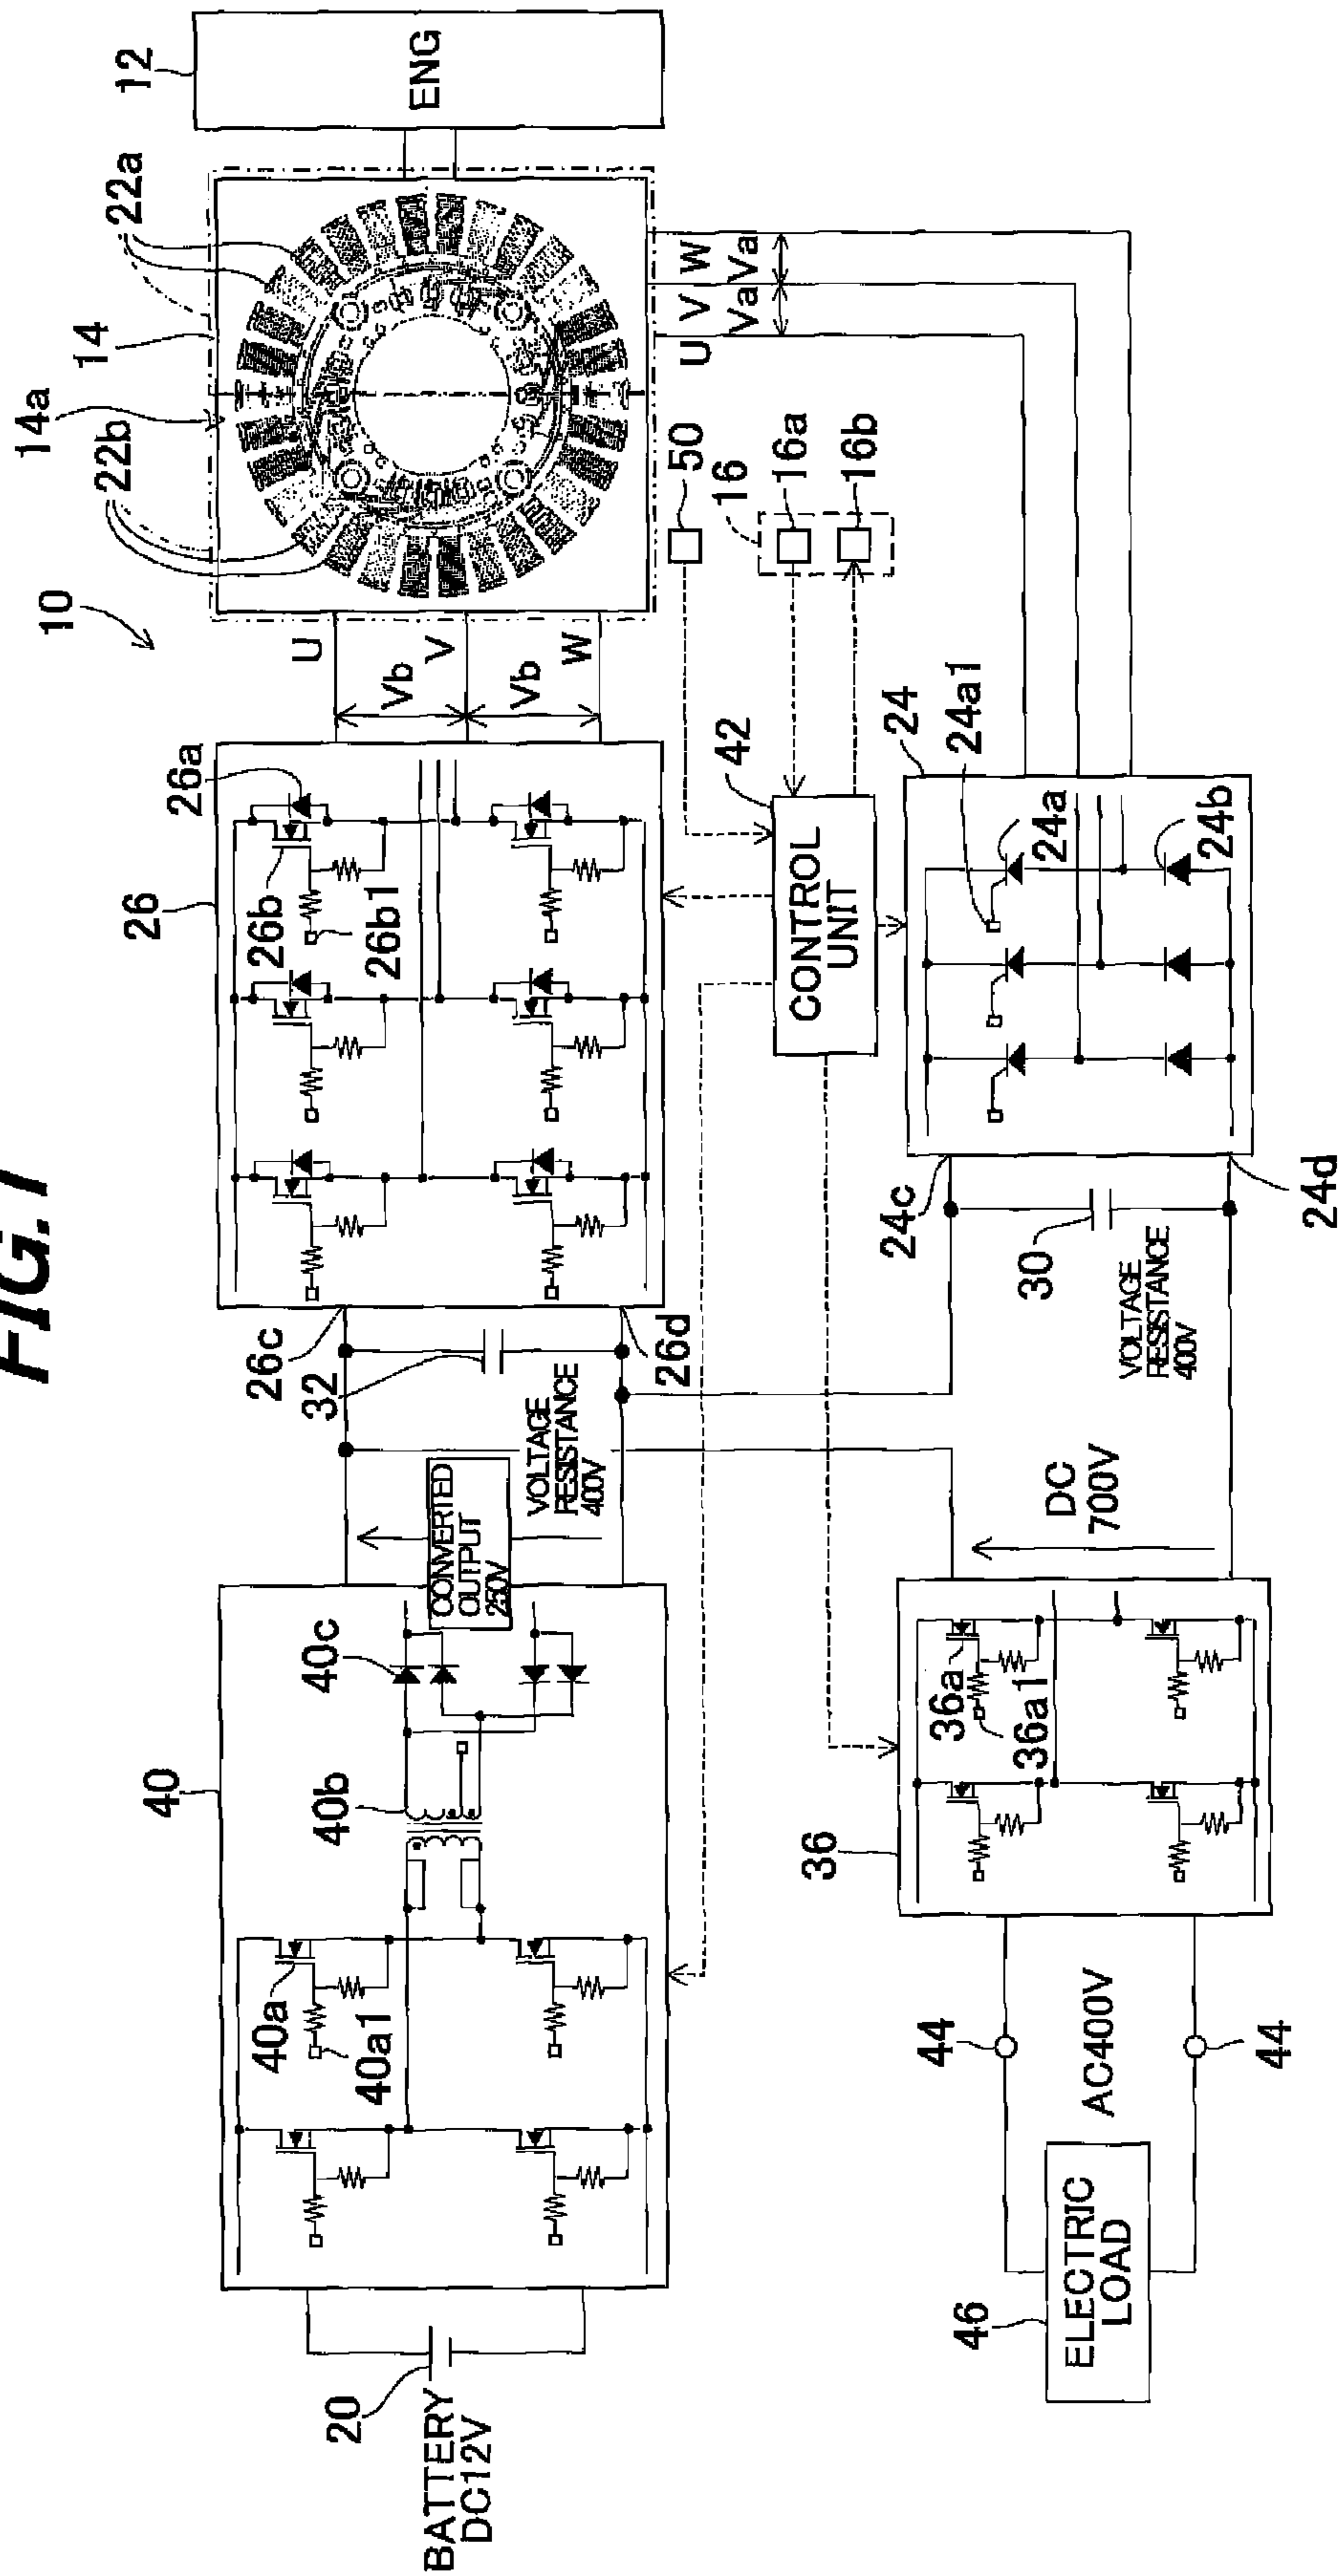 FIG. 1
10
14a
14
22a
12
22b
ENG
U
Vb
V
Vb
W
U
V
W
Va
Va
26
26a
26b
26b1
26c
26d
32
VOLTAGE
RESISTANCE
400V
40
40a
40a1
40b
40c
CONVERTED
OUTPUT
250V
20
BATTERY
DC12V
50
16
16a
16b
42
CONTROL
UNIT
24
24a1
24a
24b
24c
24d
30
VOLTAGE
RESISTANCE
400V
DC
700V
36
36a
36a1
44
AC400V
44
46
ELECTRIC
LOAD